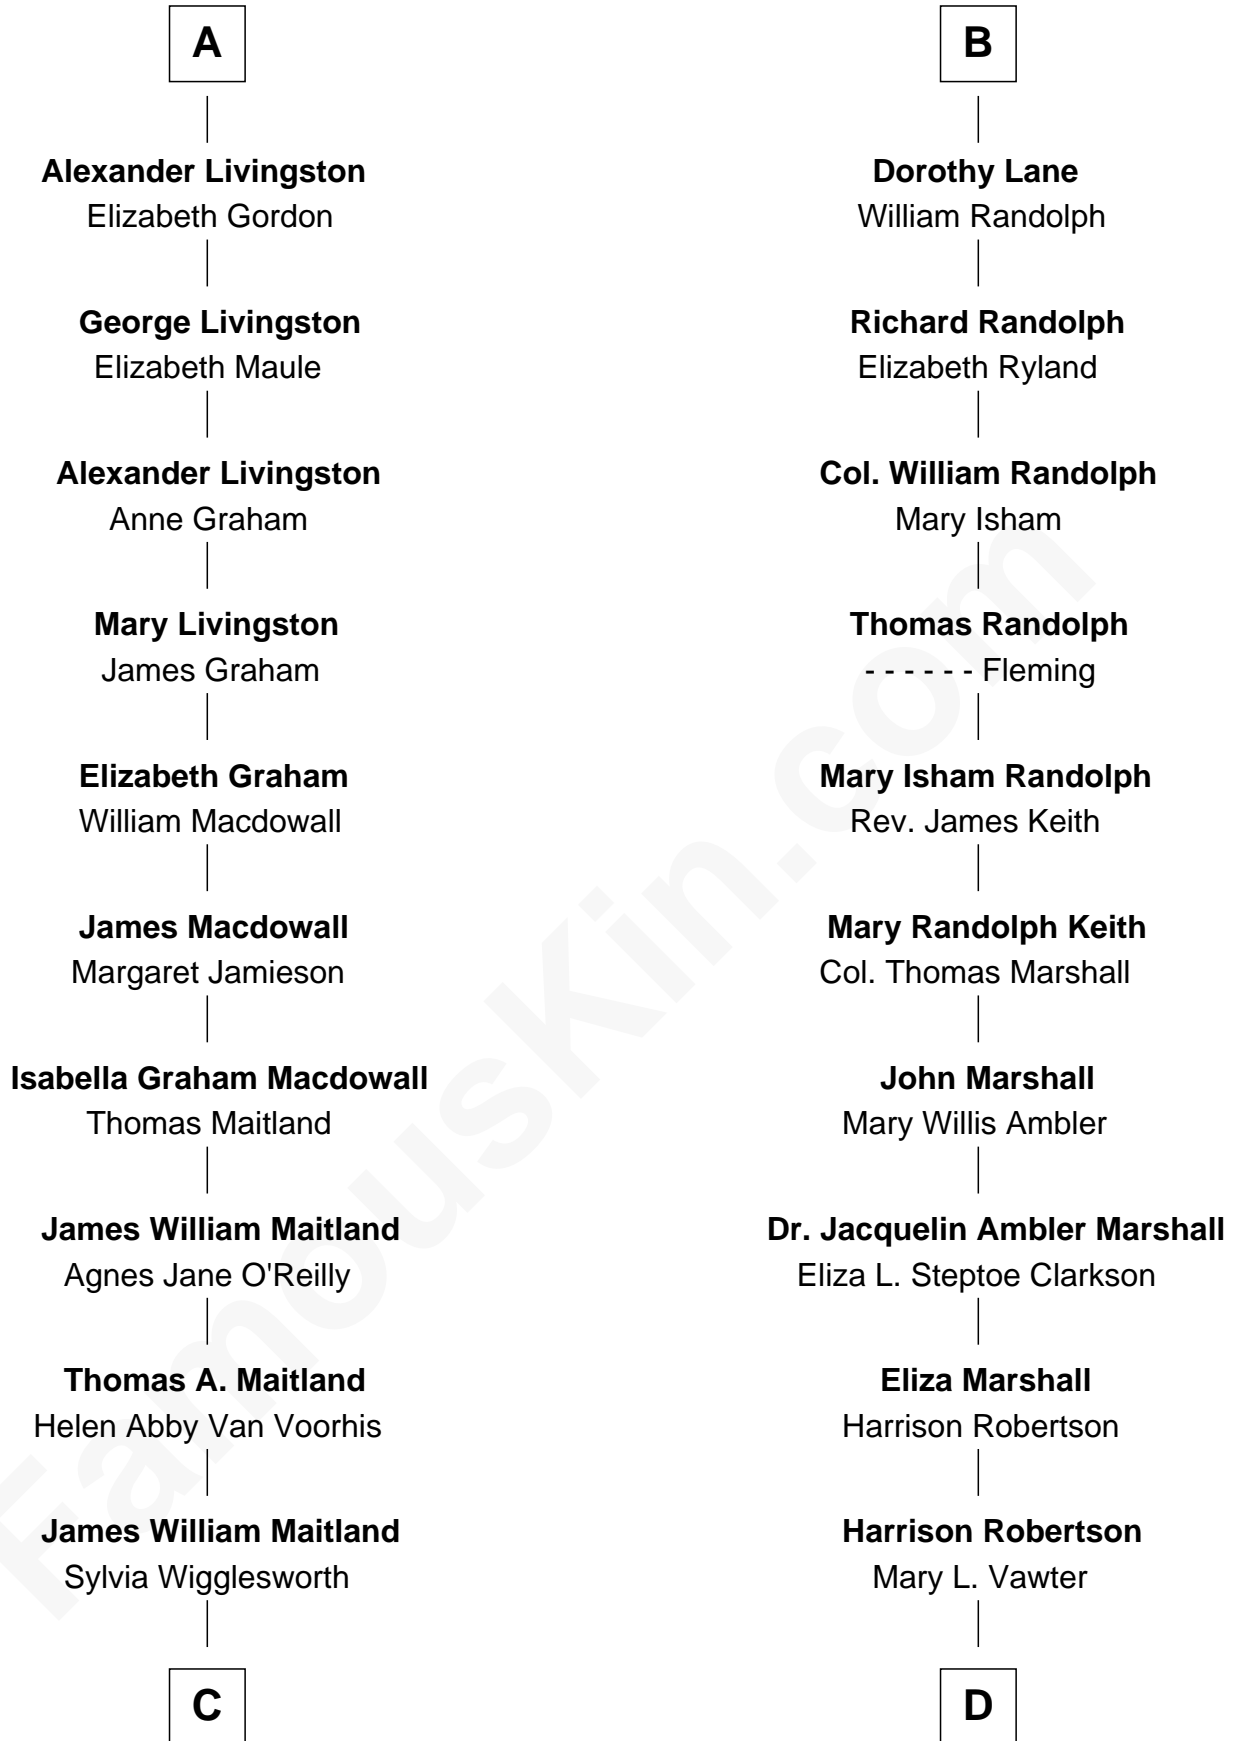 A
Alexander Livingston
Elizabeth Gordon
George Livingston
Elizabeth Maule
Alexander Livingston
Anne Graham
Mary Livingston
James Graham
Elizabeth Graham
William Macdowall
James Macdowall
Margaret Jamieson
Isabella Graham Macdowall
Thomas Maitland
James William Maitland
Agnes Jane O'Reilly
Thomas A. Maitland
Helen Abby Van Voorhis
James William Maitland
Sylvia Wigglesworth
C
B
Dorothy Lane
William Randolph
Richard Randolph
Elizabeth Ryland
Col. William Randolph
Mary Isham
Thomas Randolph
- - - - - - Fleming
Mary Isham Randolph
Rev. James Keith
Mary Randolph Keith
Col. Thomas Marshall
John Marshall
Mary Willis Ambler
Dr. Jacquelin Ambler Marshall
Eliza L. Steptoe Clarkson
Eliza Marshall
Harrison Robertson
Harrison Robertson
Mary L. Vawter
D
FamousKin.com